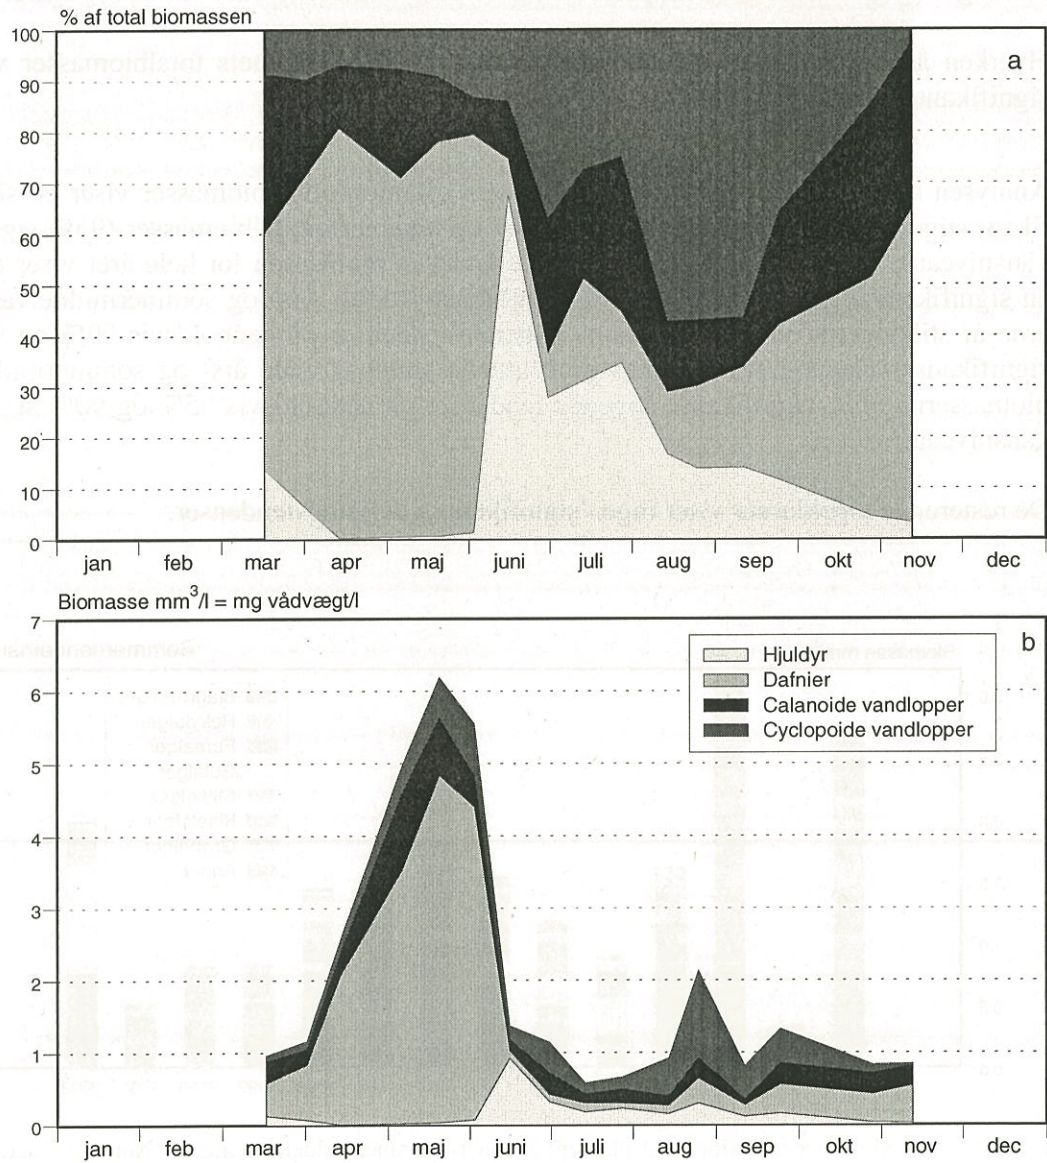 % af total biomassen
a
100
90
80
70
60
50
40
30
20
10
0
jan feb mar apr maj juni juli aug sep okt nov dec
Biomasse mm³/l = mg vådvægt/l
b
7
6
5
4
3
2
1
0
Hjuldyr
Dafnier
Calanoide vandlopper
Cyclopoide vandlopper
jan feb mar apr maj juni juli aug sep okt nov dec